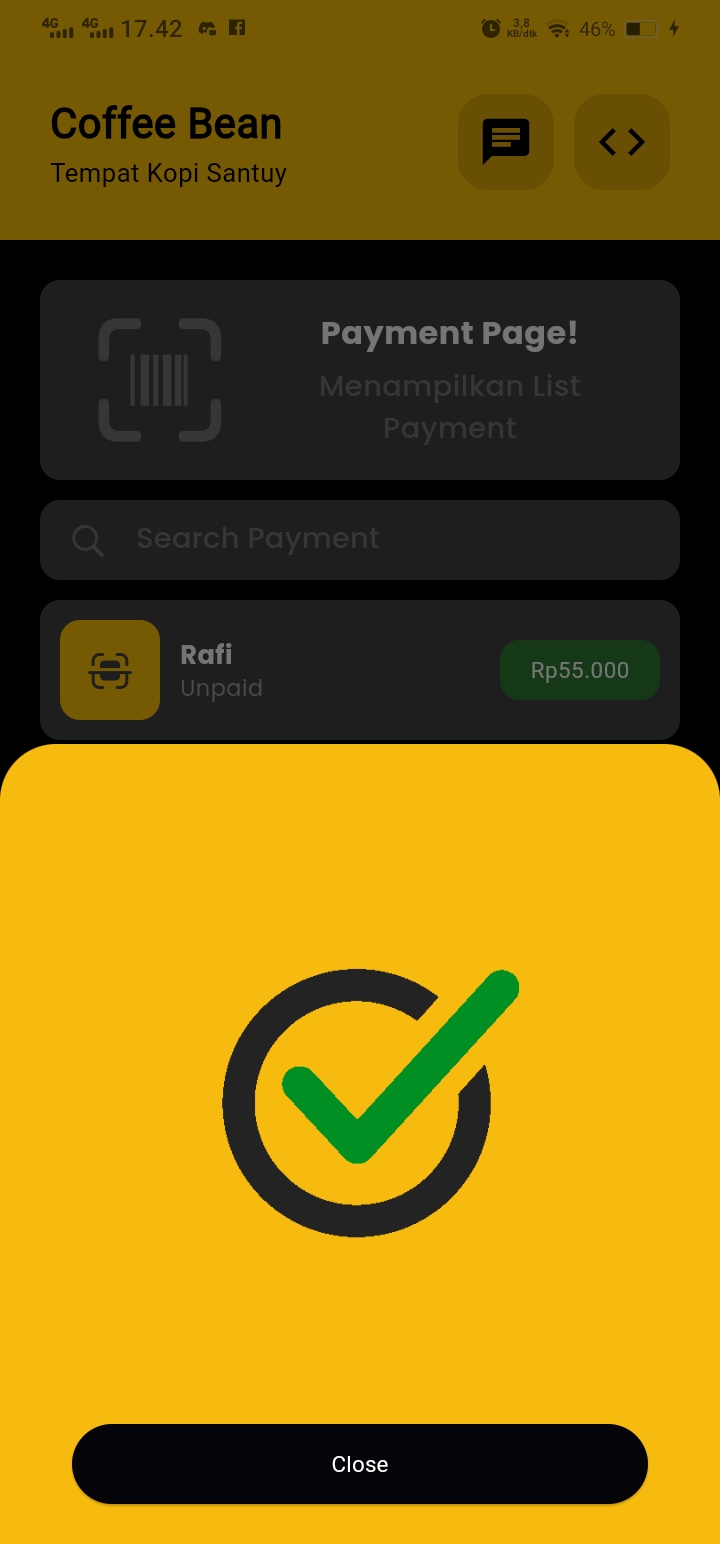 4G 4G 17.42 3,8 KB/dtk 46%
Coffee Bean
Tempat Kopi Santuy
Payment Page!
Menampilkan List
Payment
Search Payment
Rafi
Unpaid
Rp55.000
Close